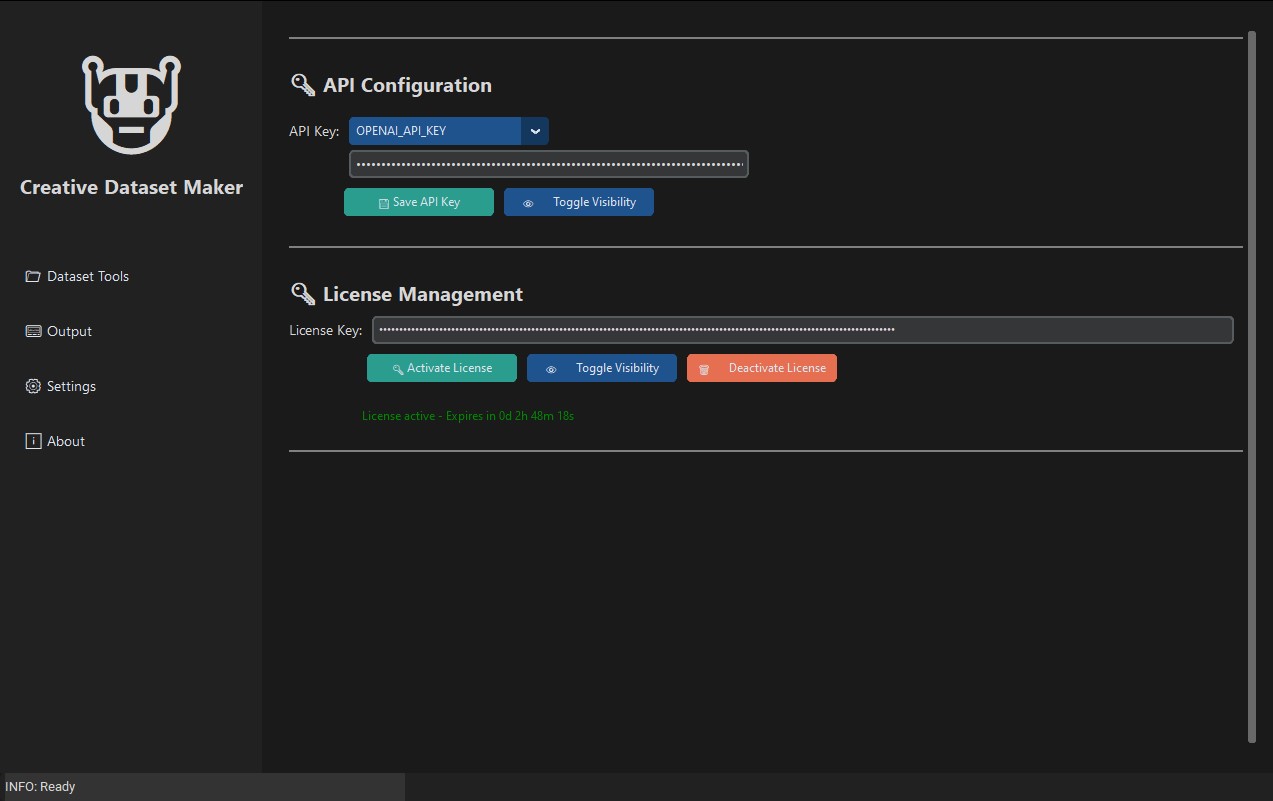 Creative Dataset Maker
Dataset Tools
Output
Settings
About
API Configuration
API Key: OPENAI_API_KEY
Save API Key Toggle Visibility
License Management
License Key:
Activate License Toggle Visibility Deactivate License
License active - Expires in 0d 2h 48m 18s
INFO: Ready